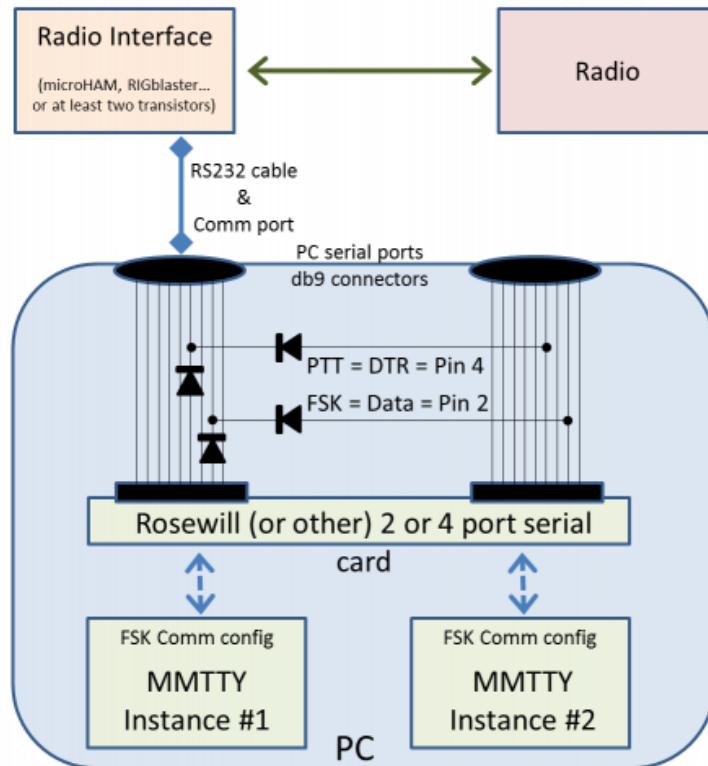 Radio Interface
(microHAM, RIGblaster...
or at least two transistors)
Radio
RS232 cable
&
Comm port
PC serial ports
db9 connectors
PTT = DTR = Pin 4
FSK = Data = Pin 2
Rosewill (or other) 2 or 4 port serial
card
FSK Comm config
MMTTY
Instance #1
FSK Comm config
MMTTY
Instance #2
PC